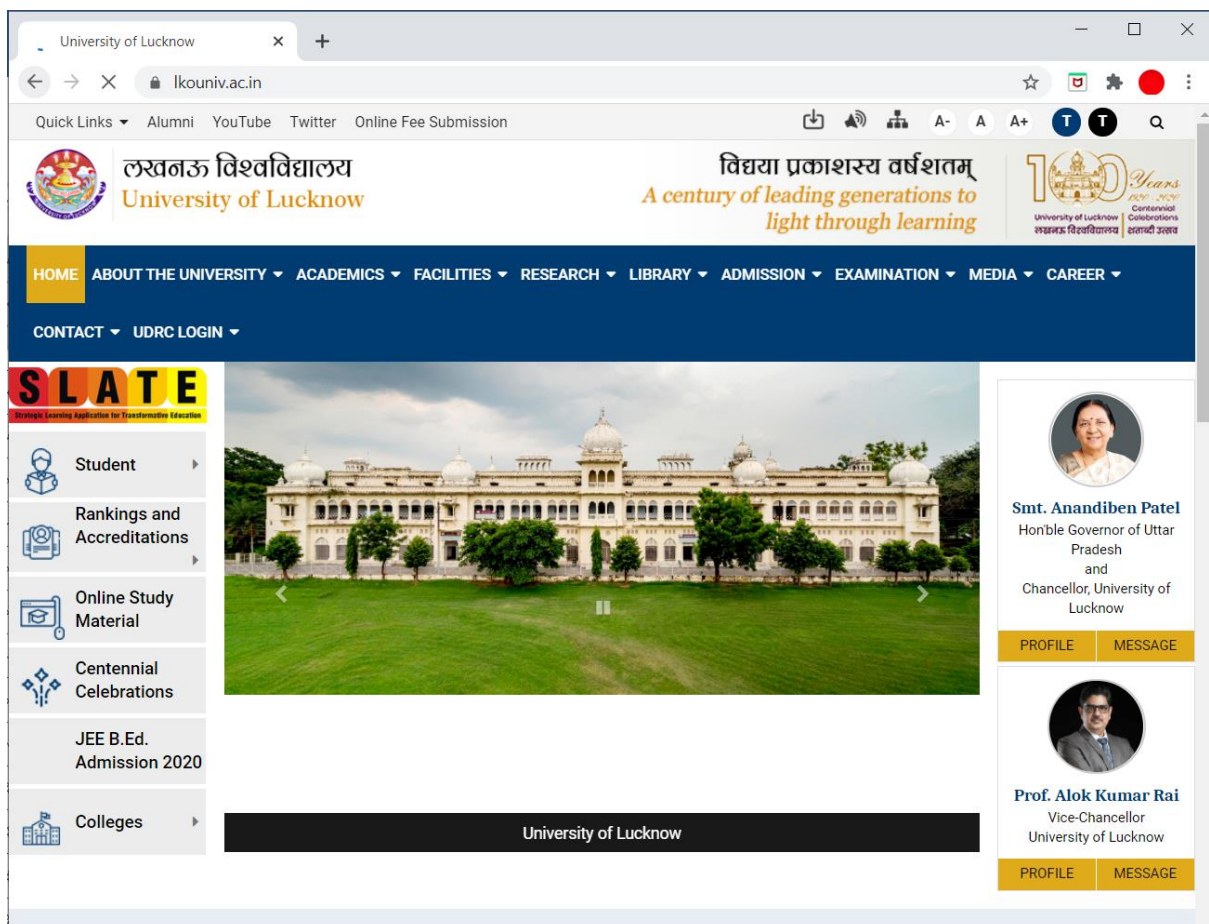 University of Lucknow
lkouniv.ac.in
Quick Links Alumni YouTube Twitter Online Fee Submission A- A A+ T T
लखनऊ विश्वविद्यालय
University of Lucknow
विद्यया प्रकाशस्य वर्षशतम्
A century of leading generations to
light through learning
100 Years
1920 - 2020
Centennial
University of Lucknow Celebrations
लखनऊ विश्वविद्यालय शताब्दी उत्सव
HOME ABOUT THE UNIVERSITY ACADEMICS FACILITIES RESEARCH LIBRARY ADMISSION EXAMINATION MEDIA CAREER
CONTACT UDRC LOGIN
SLATE
Strategic Learning Application for Transformative Education
Student
Rankings and
Accreditations
Online Study
Material
Centennial
Celebrations
JEE B.Ed.
Admission 2020
Colleges
University of Lucknow
Smt. Anandiben Patel
Hon'ble Governor of Uttar
Pradesh
and
Chancellor, University of
Lucknow
PROFILE MESSAGE
Prof. Alok Kumar Rai
Vice-Chancellor
University of Lucknow
PROFILE MESSAGE